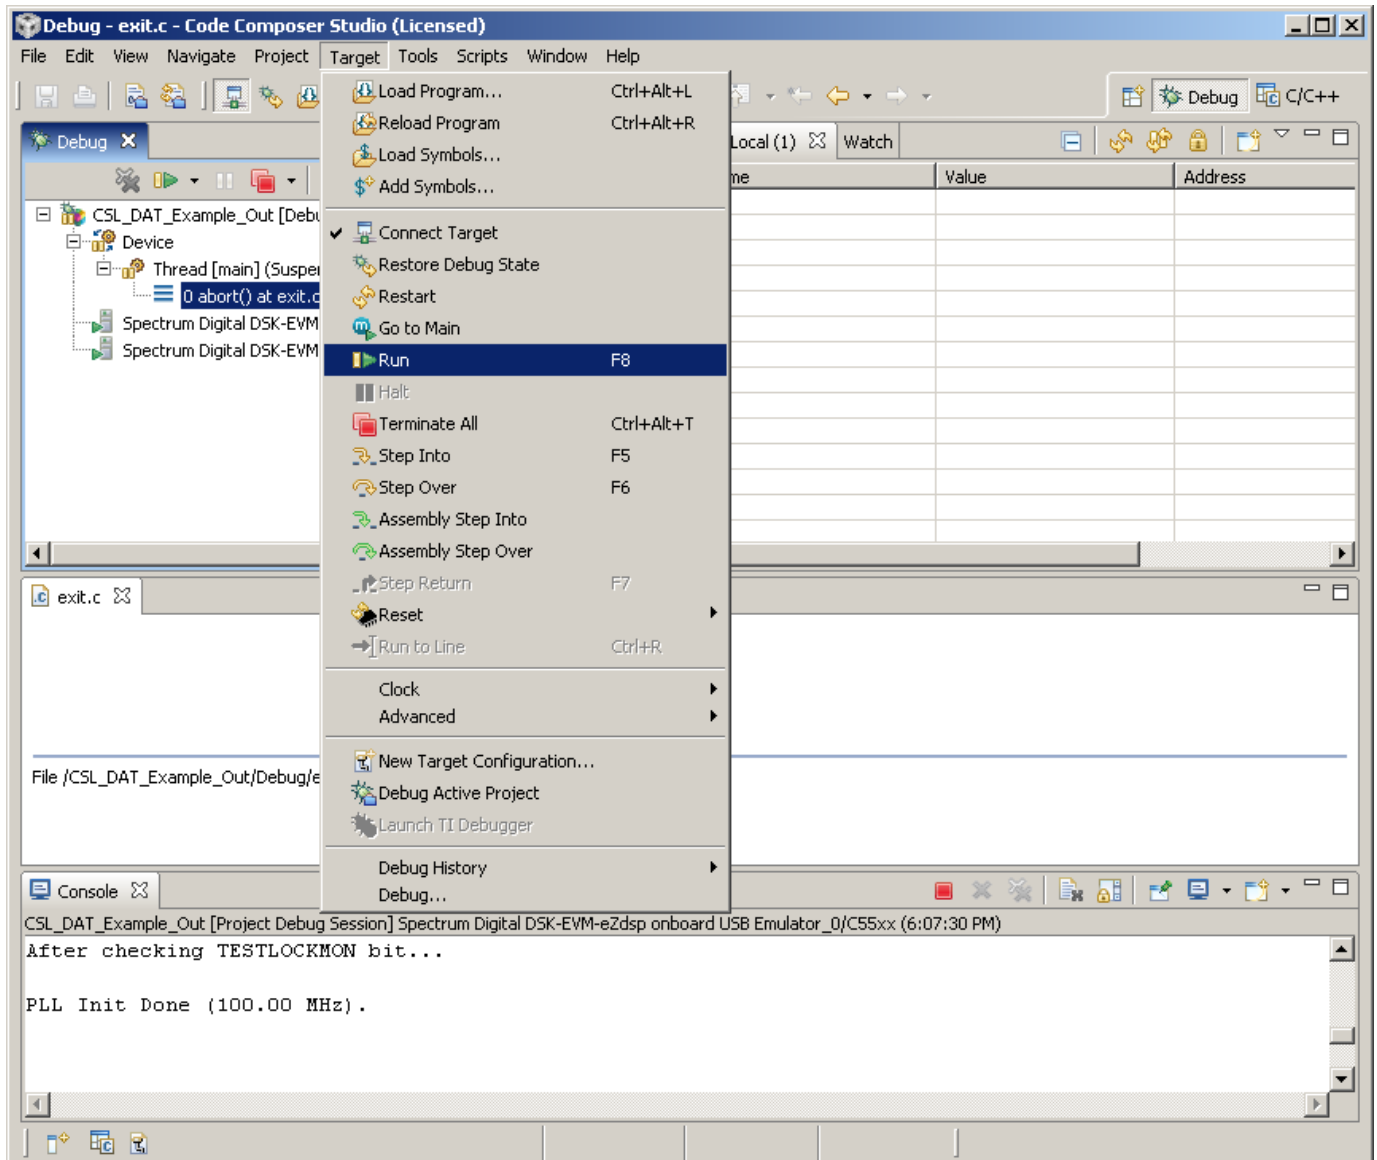 Debug - exit.c - Code Composer Studio (Licensed)
File Edit View Navigate Project Target Tools Scripts Window Help
Debug C/C++
Debug
Local (1) Watch
Value Address
CSL_DAT_Example_Out [Debu
Device
Thread [main] (Susper
0 abort() at exit.c
Spectrum Digital DSK-EVM
Spectrum Digital DSK-EVM
Load Program... Ctrl+Alt+L
Reload Program Ctrl+Alt+R
Load Symbols...
Add Symbols...
Connect Target
Restore Debug State
Restart
Go to Main
Run F8
Halt
Terminate All Ctrl+Alt+T
Step Into F5
Step Over F6
Assembly Step Into
Assembly Step Over
Step Return F7
Reset
Run to Line Ctrl+R
Clock
Advanced
New Target Configuration...
Debug Active Project
Launch TI Debugger
Debug History
Debug...
exit.c
File /CSL_DAT_Example_Out/Debug/e
Console
CSL_DAT_Example_Out [Project Debug Session] Spectrum Digital DSK-EVM-eZdsp onboard USB Emulator_0/C55xx (6:07:30 PM)
After checking TESTLOCKMON bit...
PLL Init Done (100.00 MHz).